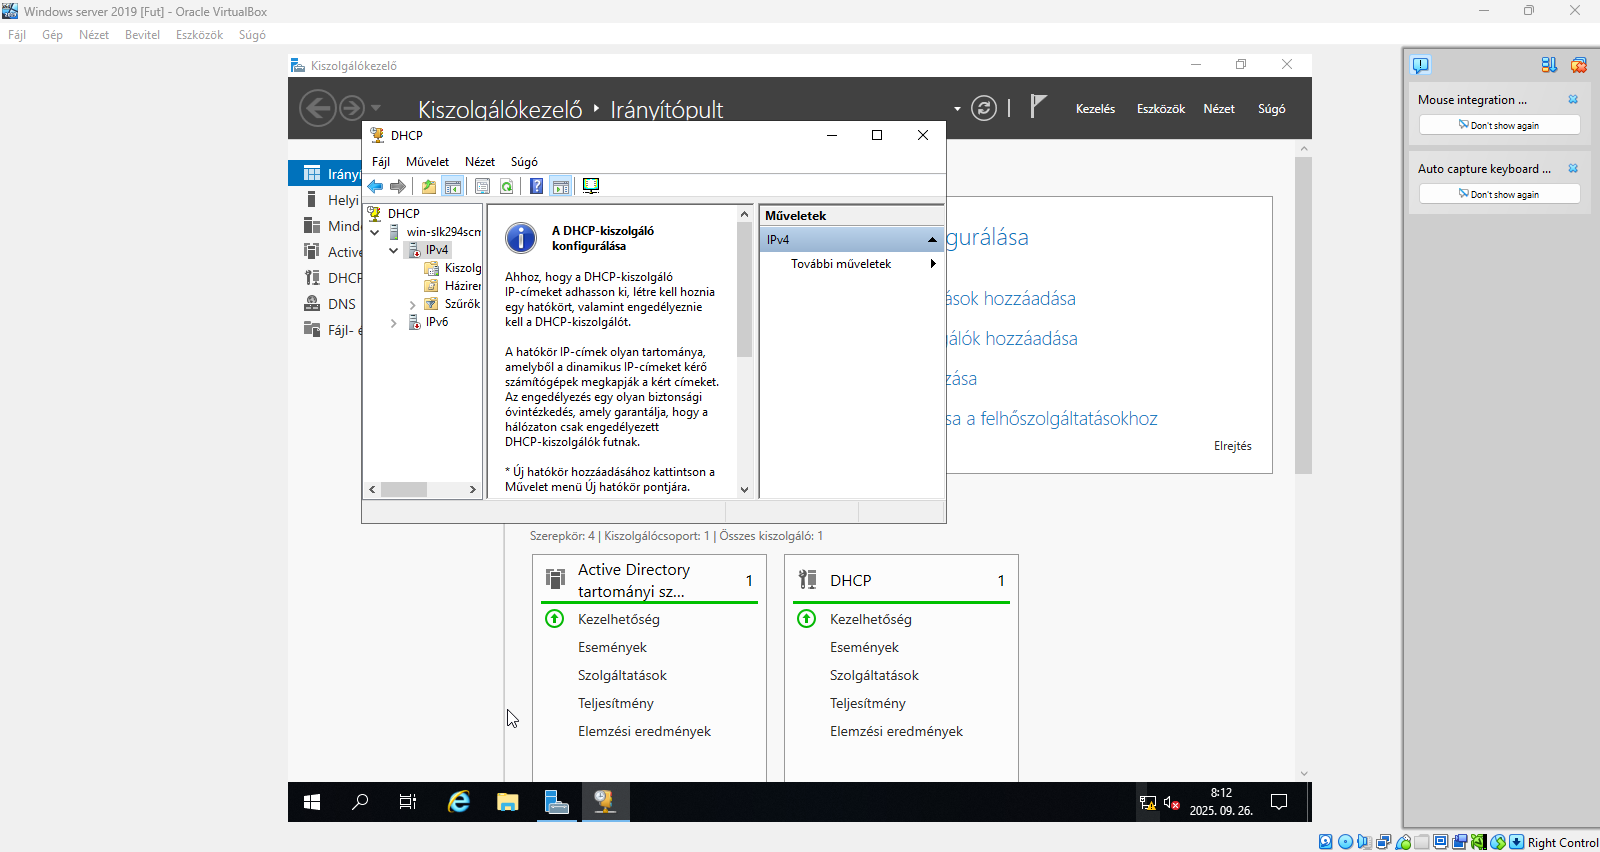 Windows server 2019 [Fut] - Oracle VirtualBox
Fájl Gép Nézet Bevitel Eszközök Súgó
Kiszolgálókezelő
Kiszolgálókezelő ‣ Irányítópult
Kezelés Eszközök Nézet Súgó
DHCP
Fájl Művelet Nézet Súgó
DHCP
win-slk294scm
IPv4
Kiszolg
Házirer
Szűrők
IPv6
A DHCP-kiszolgáló
konfigurálása
Ahhoz, hogy a DHCP-kiszolgáló
IP-címeket adhasson ki, létre kell hoznia
egy hatókört, valamint engedélyeznie
kell a DHCP-kiszolgálót.
A hatókör IP-címek olyan tartománya,
amelyből a dinamikus IP-címeket kérő
számítógépek megkapják a kért címeket.
Az engedélyezés egy olyan biztonsági
óvintézkedés, amely garantálja, hogy a
hálózaton csak engedélyezett
DHCP-kiszolgálók futnak.
* Új hatókör hozzáadásához kattintson a
Művelet menü Új hatókör pontjára.
Műveletek
IPv4
További műveletek
Irányí
Helyi
Mind
Active
DHCP
DNS
Fájl- é
gurálása
ások hozzáadása
álók hozzáadása
zása
sa a felhőszolgáltatásokhoz
Elrejtés
Szerepkör: 4 | Kiszolgálócsoport: 1 | Összes kiszolgáló: 1
Active Directory
tartományi sz... 1
Kezelhetőség
Események
Szolgáltatások
Teljesítmény
Elemzési eredmények
DHCP 1
Kezelhetőség
Események
Szolgáltatások
Teljesítmény
Elemzési eredmények
8:12
2025. 09. 26.
Mouse integration ...
Don't show again
Auto capture keyboard ...
Don't show again
Right Control